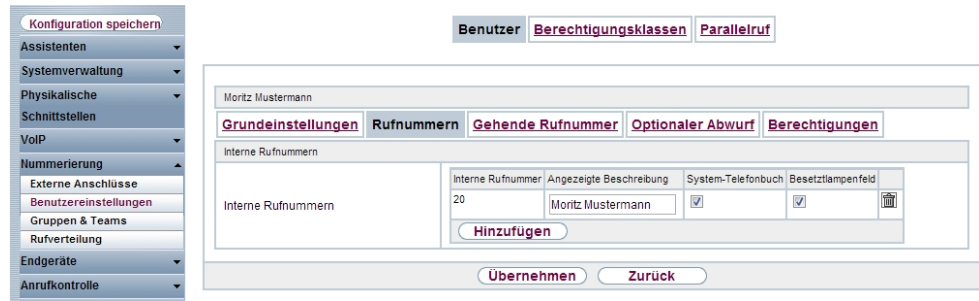 Konfiguration speichern
Assistenten
Systemverwaltung
Physikalische
Schnittstellen
VoIP
Nummerierung
Externe Anschlüsse
Benutzereinstellungen
Gruppen & Teams
Rufverteilung
Endgeräte
Anrufkontrolle
Benutzer Berechtigungsklassen Parallelruf
Moritz Mustermann
Grundeinstellungen Rufnummern Gehende Rufnummer Optionaler Abwurf Berechtigungen
Interne Rufnummern
Interne Rufnummern
Interne Rufnummer Angezeigte Beschreibung System-Telefonbuch Besetztlampenfeld
20 Moritz Mustermann
Hinzufügen
Übernehmen Zurück